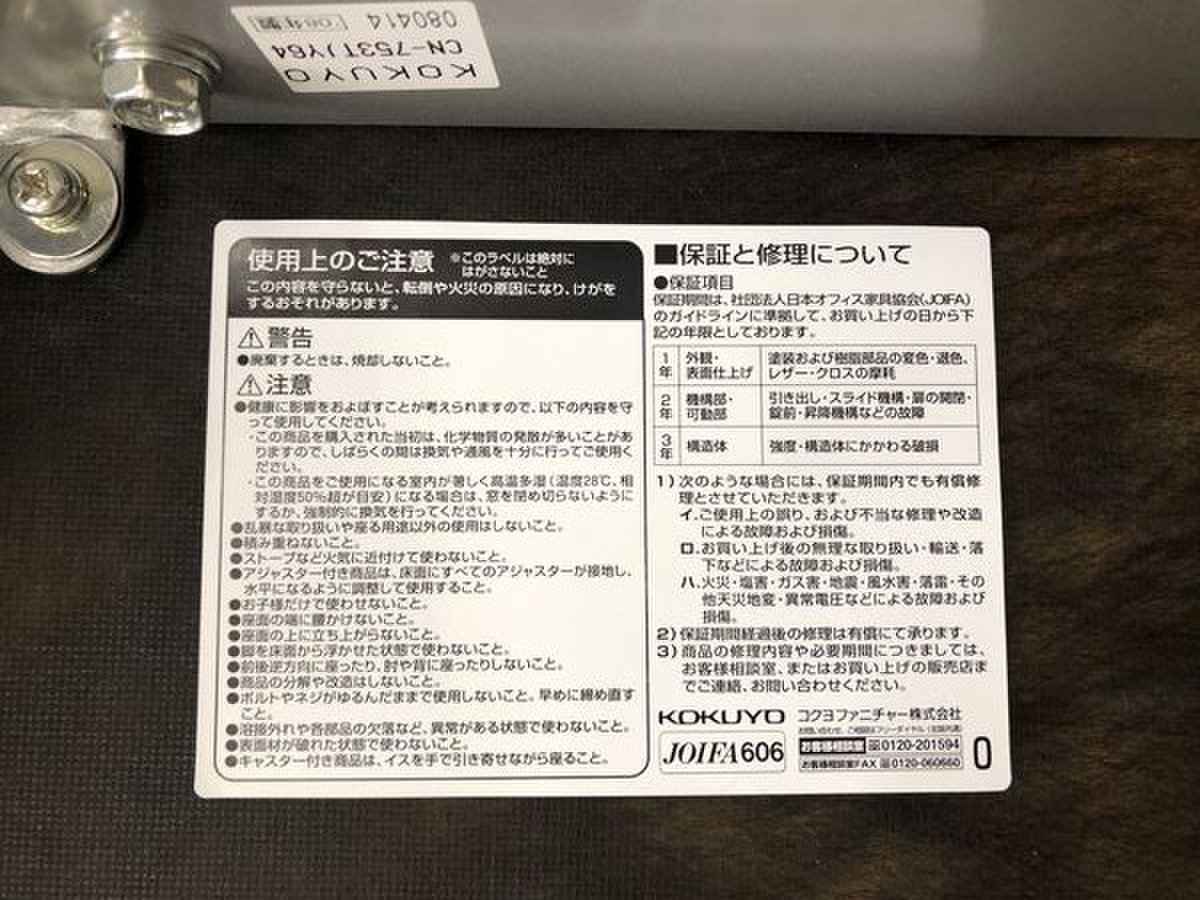 KOKUYO
CN-753TJY64
080414 [08年製]
使用上のご注意
※このラベルは絶対に
はがさないこと
この内容を守らないと、転倒や火災の原因になり、けがを
するおそれがあります。
警告
●廃棄するときは、焼却しないこと。
注意
●健康に影響をおよぼすことが考えられますので、以下の内容を守
って使用してください。
・この商品を購入された当初は、化学物質の発散が多いことがあ
りますので、しばらくの間は換気や通風を十分に行ってご使用く
ださい。
・この商品をご使用になる室内が著しく高温多湿(温度28℃、相
対湿度50%超が目安)になる場合は、窓を閉め切らないように
するか、強制的に換気を行ってください。
●乱暴な取り扱いや座る用途以外の使用はしないこと。
●積み重ねないこと。
●ストーブなど火気に近付けて使わないこと。
●アジャスター付き商品は、床面にすべてのアジャスターが接地し、
水平になるように調整して使用すること。
●お子様だけで使わせないこと。
●座面の端に腰かけないこと。
●座面の上に立ち上がらないこと。
●脚を床面から浮かせた状態で使わないこと。
●前後逆方向に座ったり、肘や背に座ったりしないこと。
●商品の分解や改造はしないこと。
●ボルトやネジがゆるんだままで使用しないこと。早めに締め直す
こと。
●溶接外れや各部品の欠落など、異常がある状態で使わないこと。
●表面材が破れた状態で使わないこと。
●キャスター付き商品は、イスを手で引き寄せながら座ること。
■保証と修理について
●保証項目
保証期間は、社団法人日本オフィス家具協会(JOIFA)
のガイドラインに準拠して、お買い上げの日から下
記の年限としております。
1年 外観・表面仕上げ 塗装および樹脂部品の変色・退色、
レザー・クロスの摩耗
2年 機構部・可動部 引き出し・スライド機構・扉の開閉・
錠前・昇降機構などの故障
3年 構造体 強度・構造体にかかわる破損
1)次のような場合には、保証期間内でも有償修
理とさせていただきます。
イ.ご使用上の誤り、および不当な修理や改造
による故障および損傷。
ロ.お買い上げ後の無理な取り扱い・輸送・落
下などによる故障および損傷。
ハ.火災・塩害・ガス害・地震・風水害・落雷・その
他天災地変・異常電圧などによる故障および
損傷。
2)保証期間経過後の修理は有償にて承ります。
3)商品の修理内容や必要期間につきましては、
お客様相談室、またはお買い上げの販売店ま
でご連絡、お問い合わせください。
KOKUYO コクヨファニチャー株式会社
JOIFA606
お客様相談室 0120-201594
お客様相談室FAX 0120-060660
0